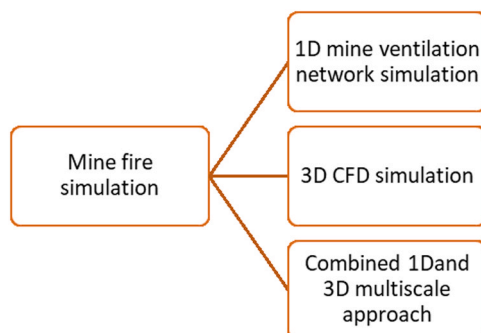 Mine fire
simulation
1D mine ventilation
network simulation
3D CFD simulation
Combined 1Dand
3D multiscale
approach